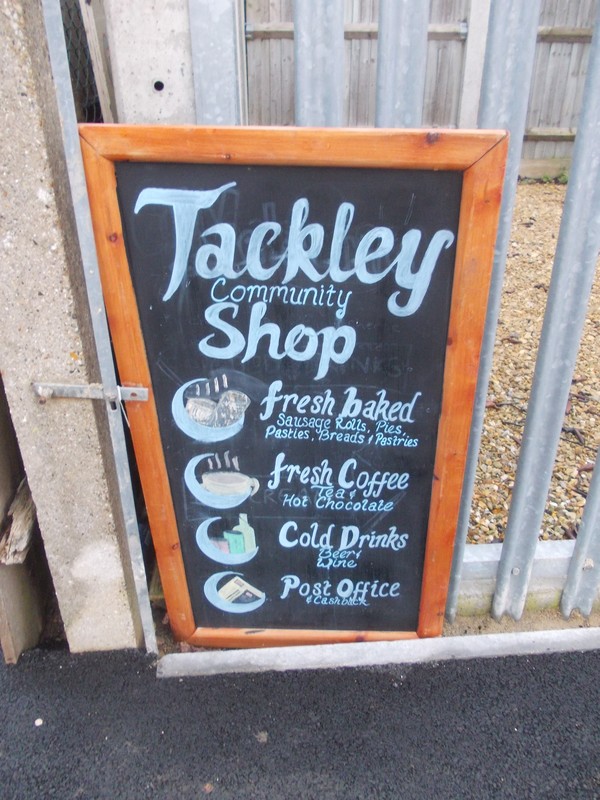 Tackley
Community
Shop
fresh baked
Sausage Rolls, Pies,
Pasties, Breads & Pastries
fresh Coffee
Tea &
Hot Chocolate
Cold Drinks
Beer &
Wine
Post Office
& Cashback